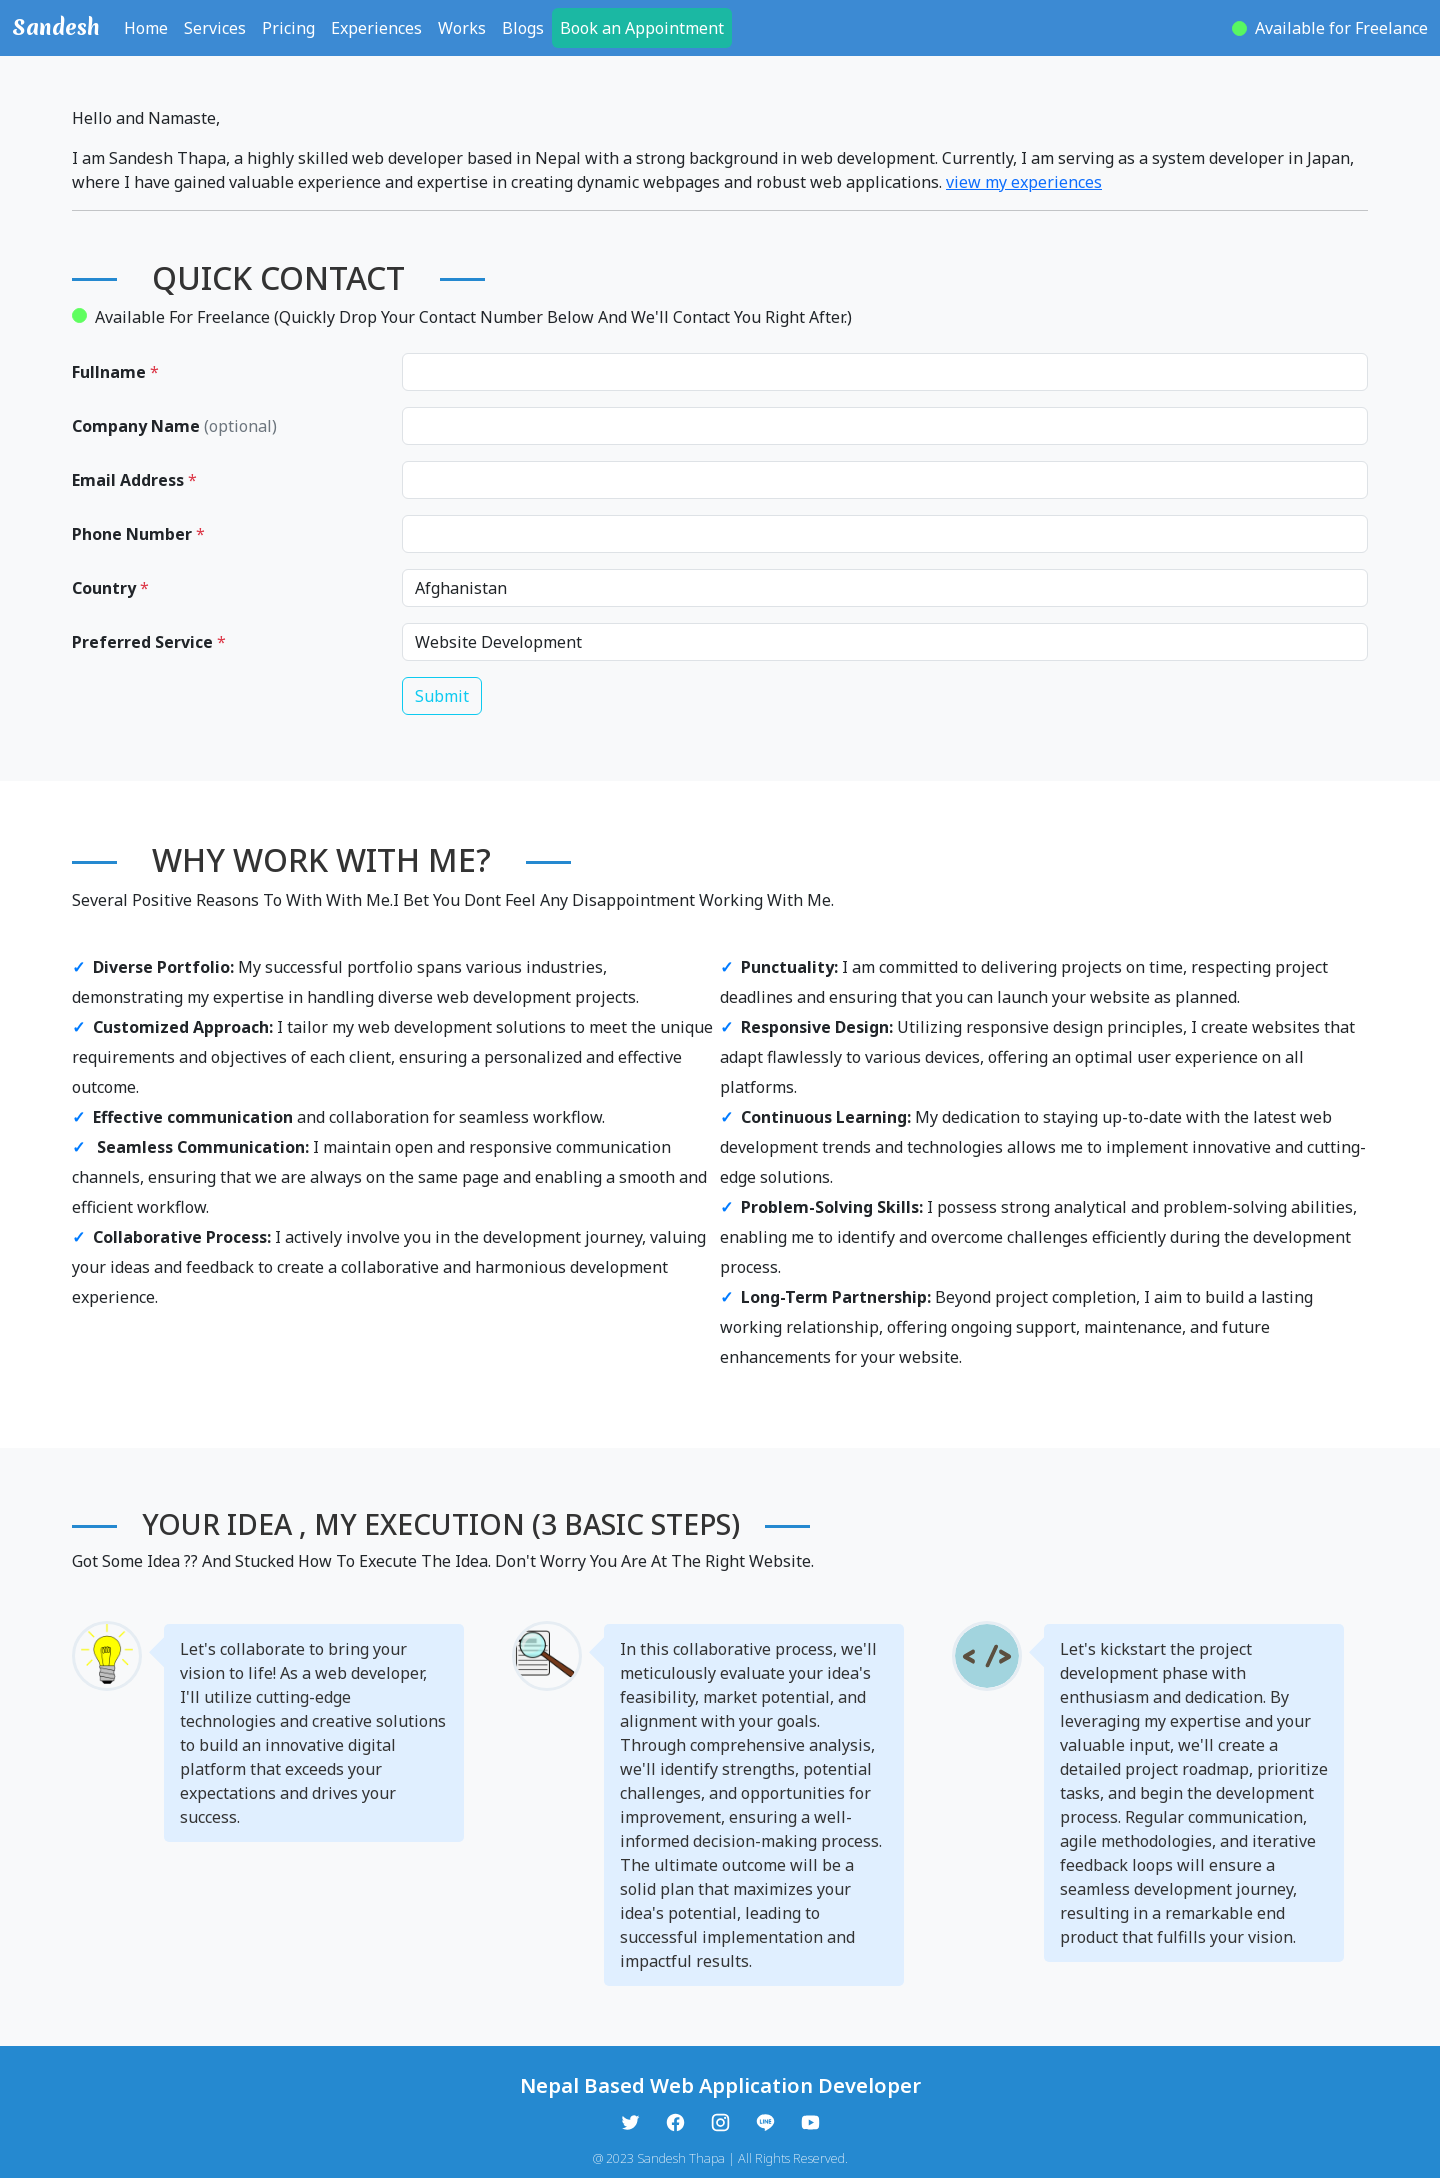 Sandesh Home Services Pricing Experiences Works Blogs Book an Appointment Available for Freelance
Hello and Namaste,
I am Sandesh Thapa, a highly skilled web developer based in Nepal with a strong background in web development. Currently, I am serving as a system developer in Japan,
where I have gained valuable experience and expertise in creating dynamic webpages and robust web applications. view my experiences
QUICK CONTACT
Available For Freelance (Quickly Drop Your Contact Number Below And We'll Contact You Right After.)
Fullname *
Company Name (optional)
Email Address *
Phone Number *
Country * Afghanistan
Preferred Service * Website Development
Submit
WHY WORK WITH ME?
Several Positive Reasons To With With Me.I Bet You Dont Feel Any Disappointment Working With Me.
✓ Diverse Portfolio: My successful portfolio spans various industries,
demonstrating my expertise in handling diverse web development projects.
✓ Customized Approach: I tailor my web development solutions to meet the unique
requirements and objectives of each client, ensuring a personalized and effective
outcome.
✓ Effective communication and collaboration for seamless workflow.
✓ Seamless Communication: I maintain open and responsive communication
channels, ensuring that we are always on the same page and enabling a smooth and
efficient workflow.
✓ Collaborative Process: I actively involve you in the development journey, valuing
your ideas and feedback to create a collaborative and harmonious development
experience.
✓ Punctuality: I am committed to delivering projects on time, respecting project
deadlines and ensuring that you can launch your website as planned.
✓ Responsive Design: Utilizing responsive design principles, I create websites that
adapt flawlessly to various devices, offering an optimal user experience on all
platforms.
✓ Continuous Learning: My dedication to staying up-to-date with the latest web
development trends and technologies allows me to implement innovative and cutting-
edge solutions.
✓ Problem-Solving Skills: I possess strong analytical and problem-solving abilities,
enabling me to identify and overcome challenges efficiently during the development
process.
✓ Long-Term Partnership: Beyond project completion, I aim to build a lasting
working relationship, offering ongoing support, maintenance, and future
enhancements for your website.
YOUR IDEA , MY EXECUTION (3 BASIC STEPS)
Got Some Idea ?? And Stucked How To Execute The Idea. Don't Worry You Are At The Right Website.
Let's collaborate to bring your
vision to life! As a web developer,
I'll utilize cutting-edge
technologies and creative solutions
to build an innovative digital
platform that exceeds your
expectations and drives your
success.
In this collaborative process, we'll
meticulously evaluate your idea's
feasibility, market potential, and
alignment with your goals.
Through comprehensive analysis,
we'll identify strengths, potential
challenges, and opportunities for
improvement, ensuring a well-
informed decision-making process.
The ultimate outcome will be a
solid plan that maximizes your
idea's potential, leading to
successful implementation and
impactful results.
< />
Let's kickstart the project
development phase with
enthusiasm and dedication. By
leveraging my expertise and your
valuable input, we'll create a
detailed project roadmap, prioritize
tasks, and begin the development
process. Regular communication,
agile methodologies, and iterative
feedback loops will ensure a
seamless development journey,
resulting in a remarkable end
product that fulfills your vision.
Nepal Based Web Application Developer
LINE
@ 2023 Sandesh Thapa | All Rights Reserved.